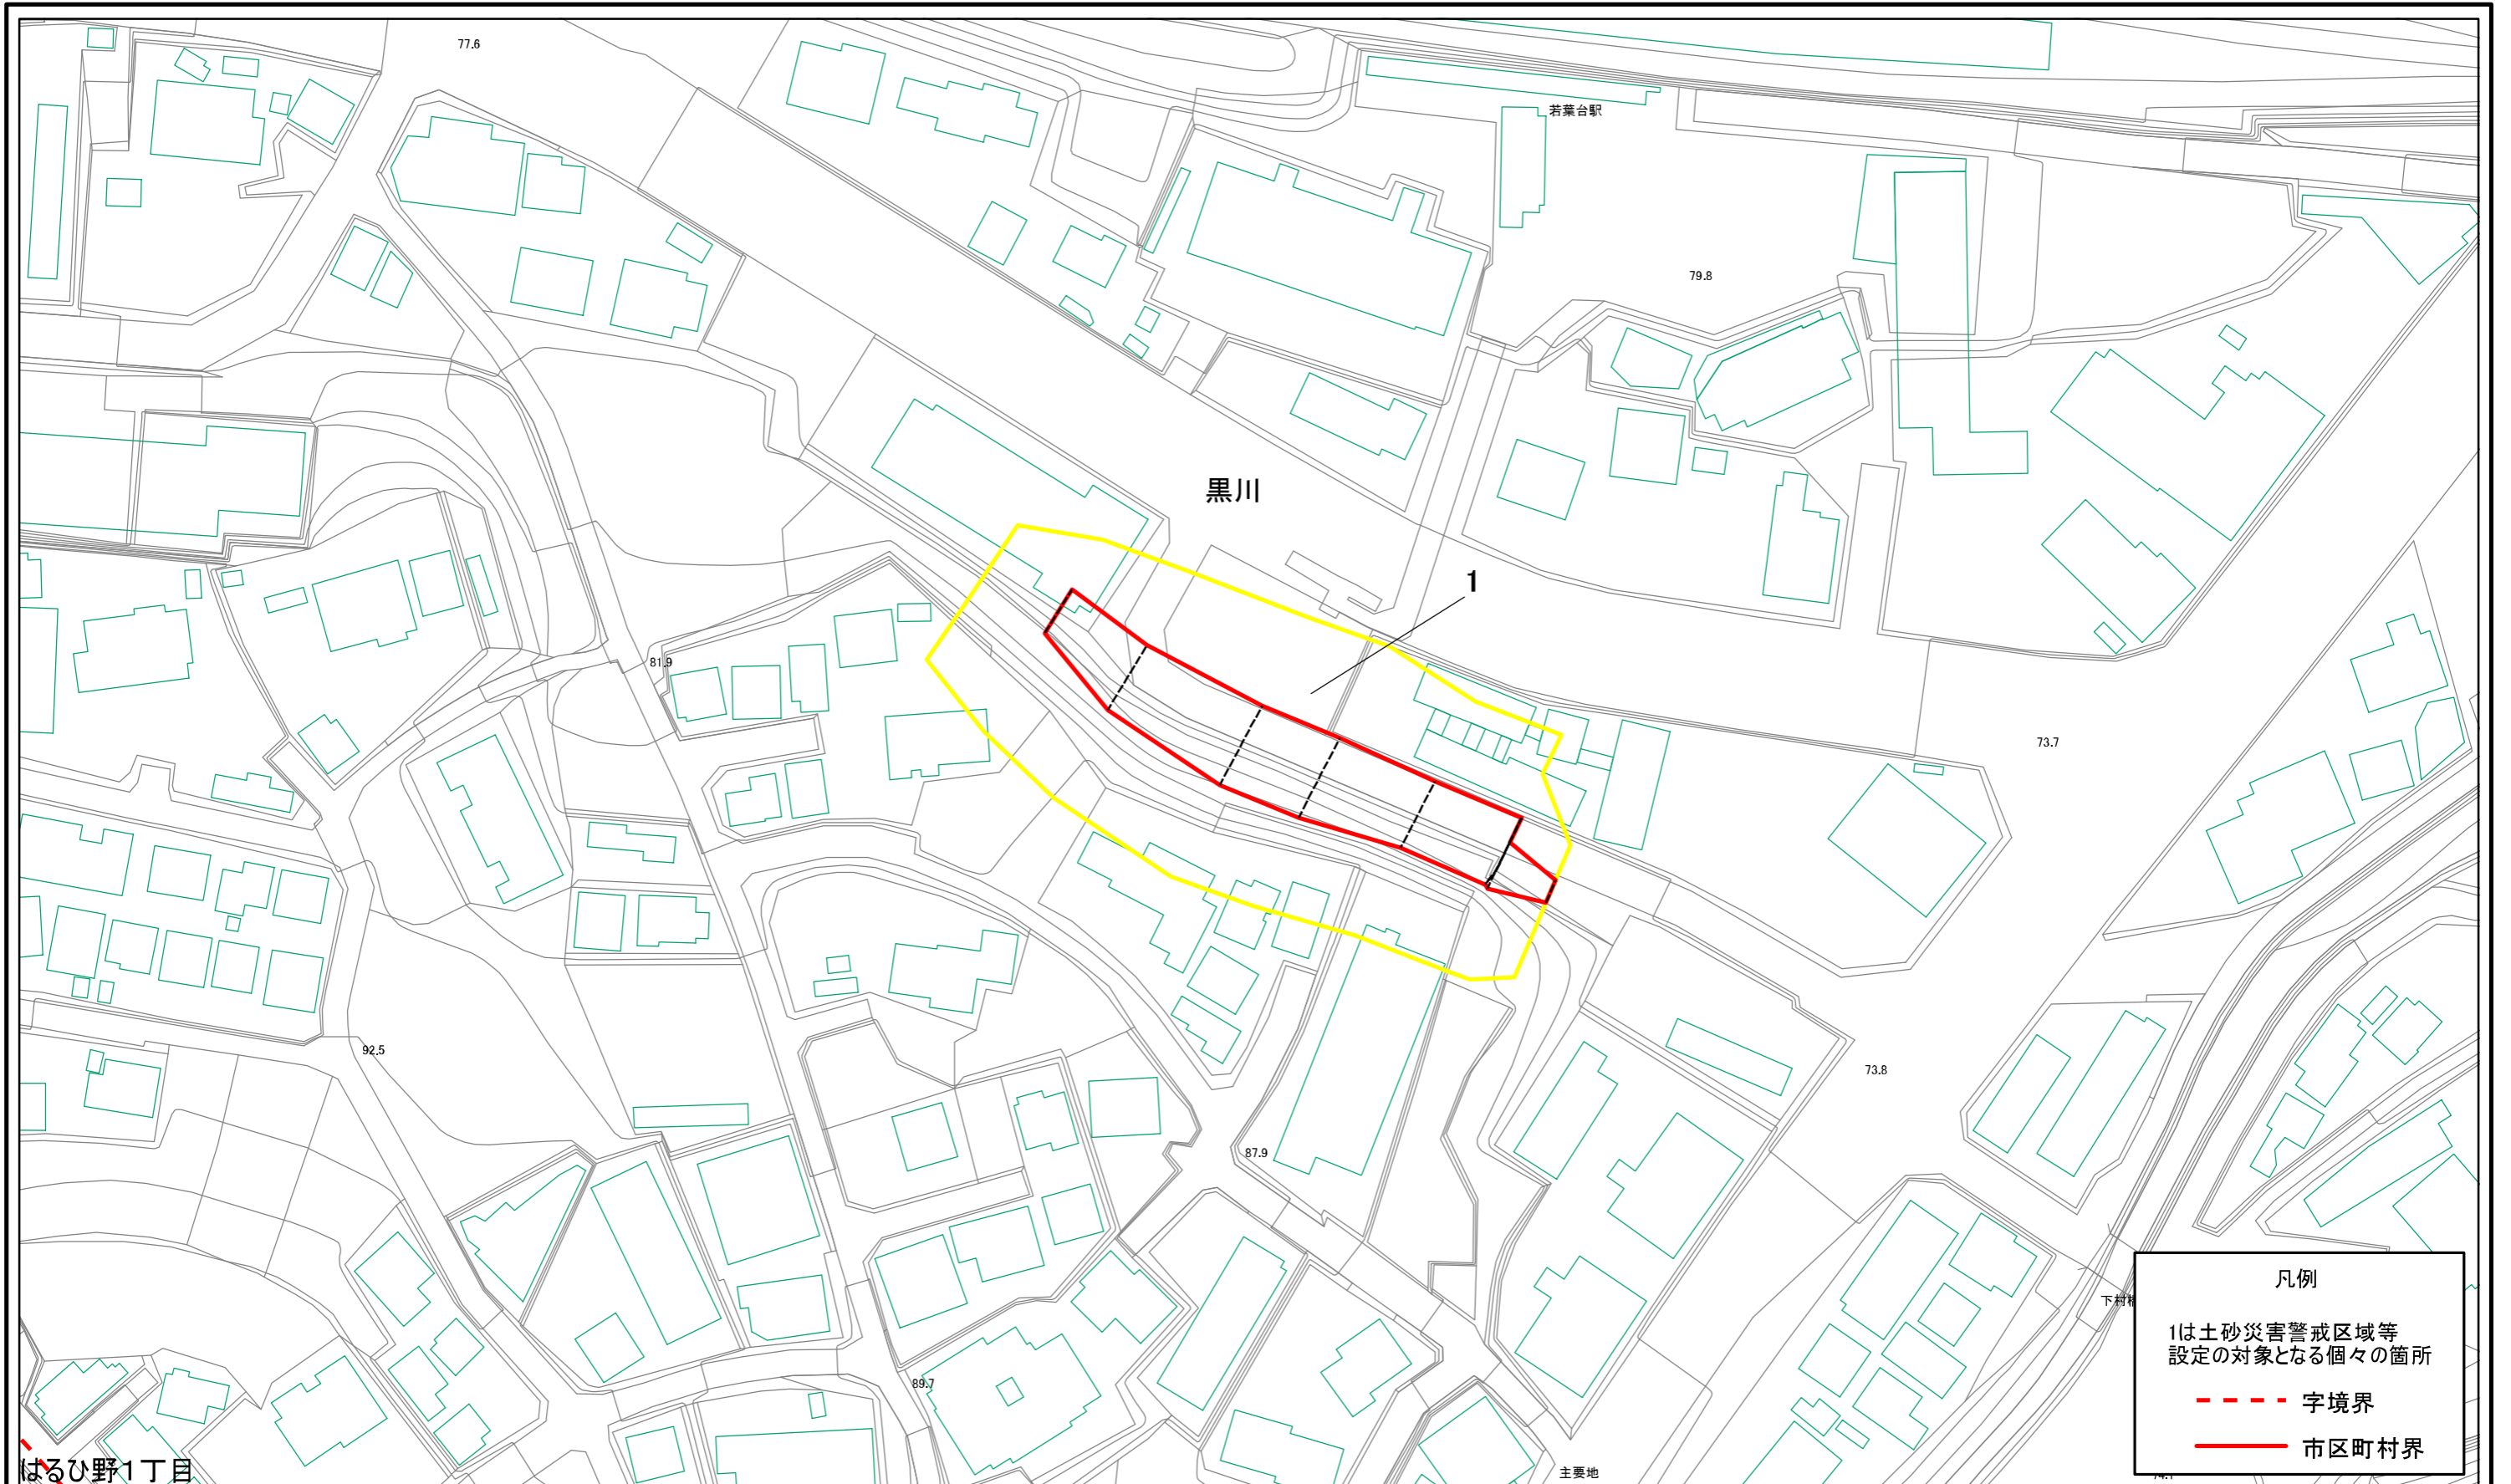 77.6
若葉台駅
79.8
黒川
1
81.9
73.7
92.5
73.8
87.9
89.7
主要地
はるひ野1丁目
凡例
下村
1は土砂災害警戒区域等
設定の対象となる個々の箇所
字境界
市区町村界